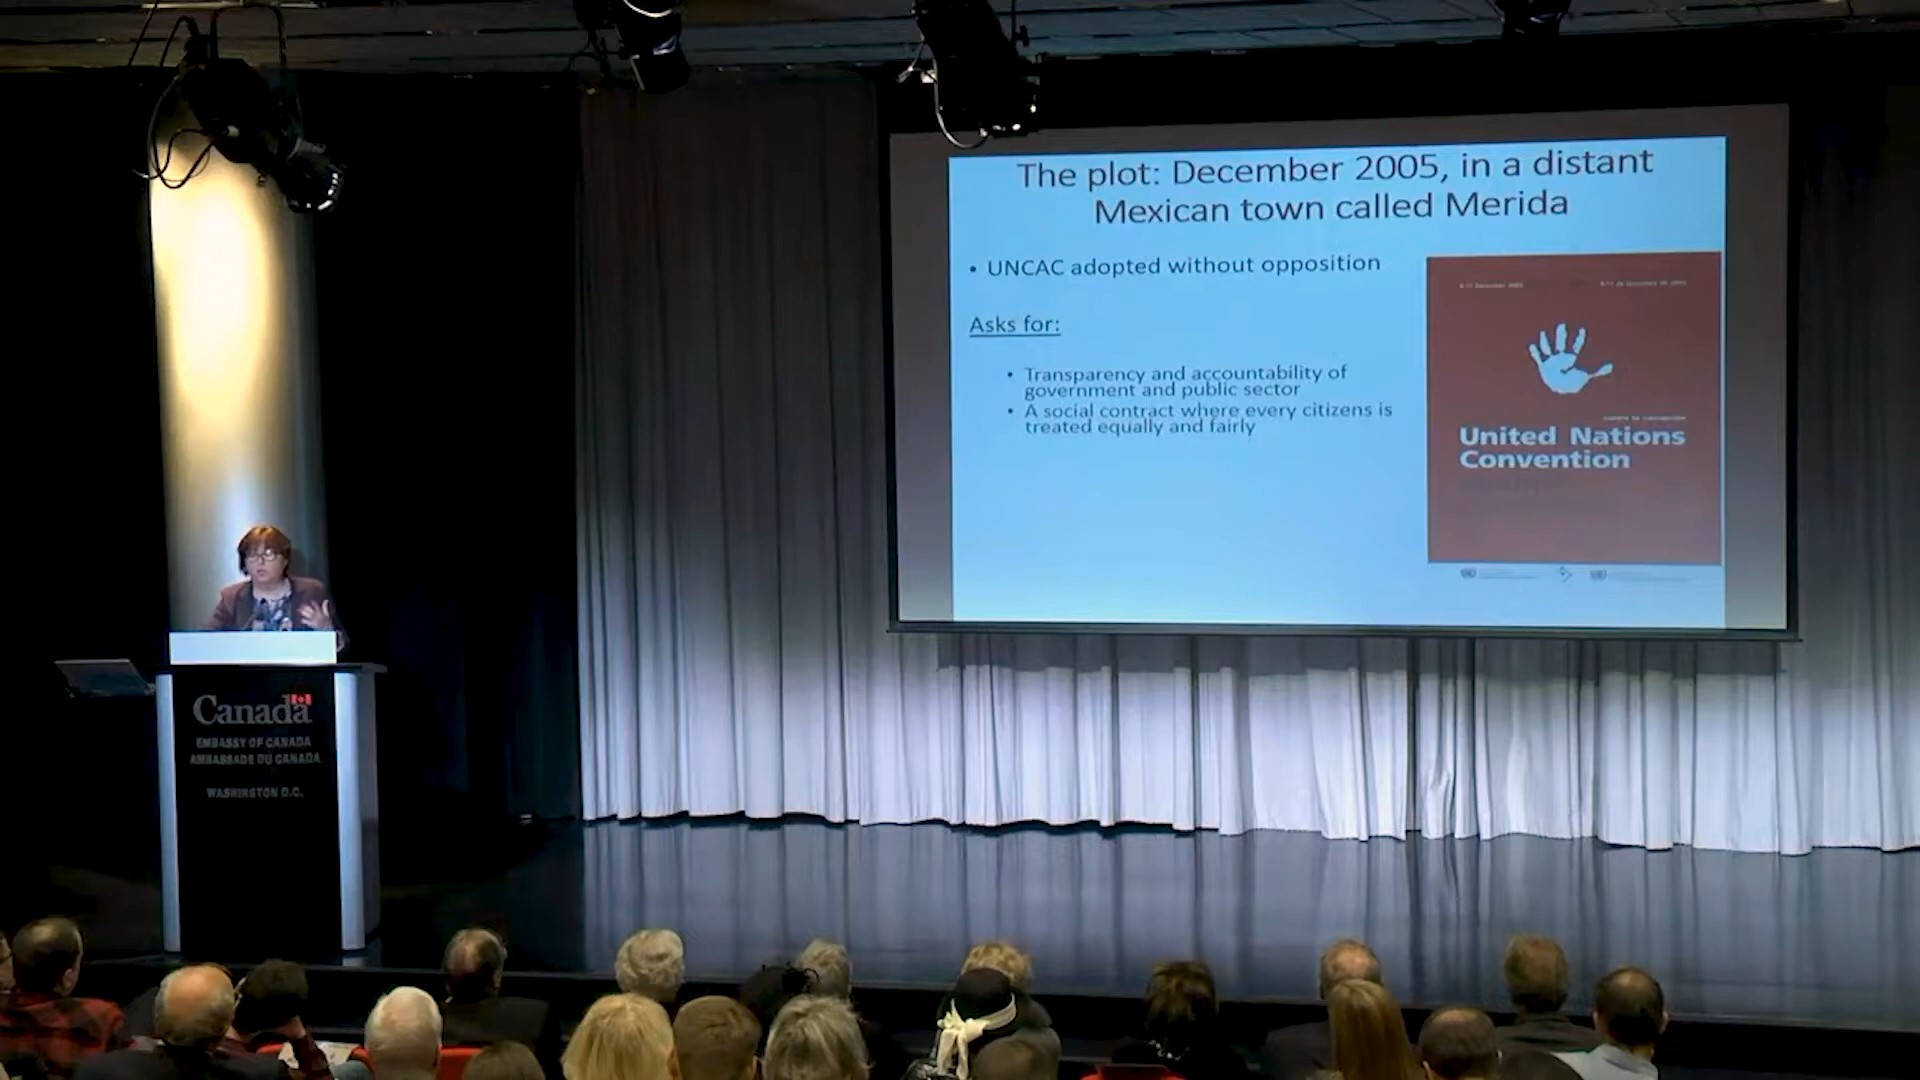 The plot: December 2005, in a distant
Mexican town called Merida
• UNCAC adopted without opposition
Asks for:
• Transparency and accountability of
government and public sector
• A social contract where every citizens is
treated equally and fairly
United Nations
Convention
Canada
EMBASSY OF CANADA
AMBASSADE DU CANADA
WASHINGTON D.C.